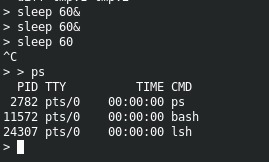 > sleep 60&
> sleep 60&
> sleep 60
^C
> > ps
PID TTY TIME CMD
2782 pts/0 00:00:00 ps
11572 pts/0 00:00:00 bash
24307 pts/0 00:00:00 lsh
>